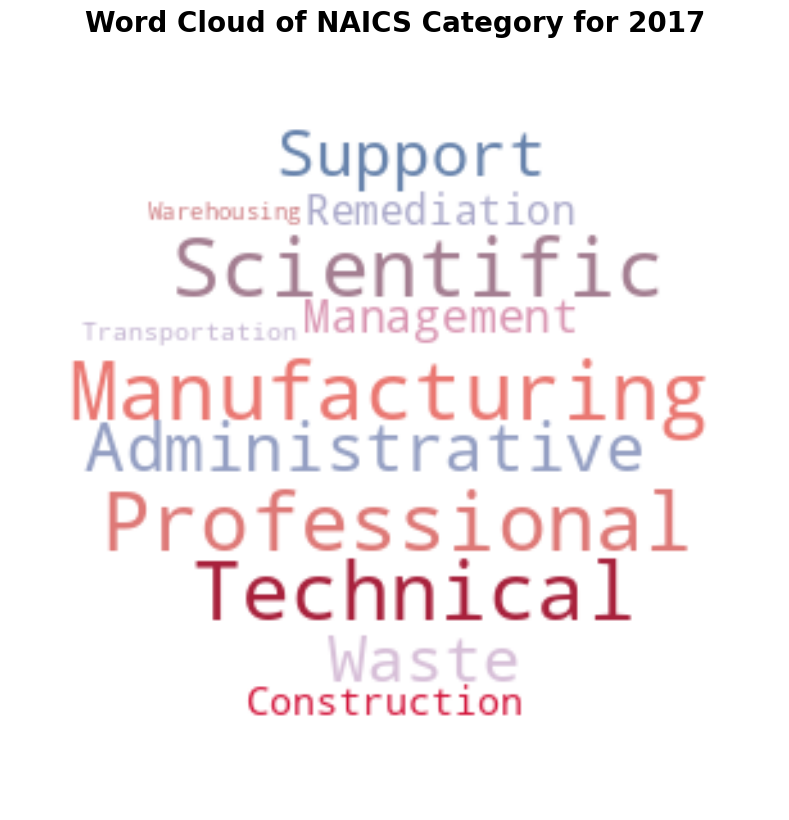 Word Cloud of NAICS Category for 2017
Support
Warehousing Remediation
Scientific
Management
Transportation
Manufacturing
Administrative
Professional
Technical
Waste
Construction